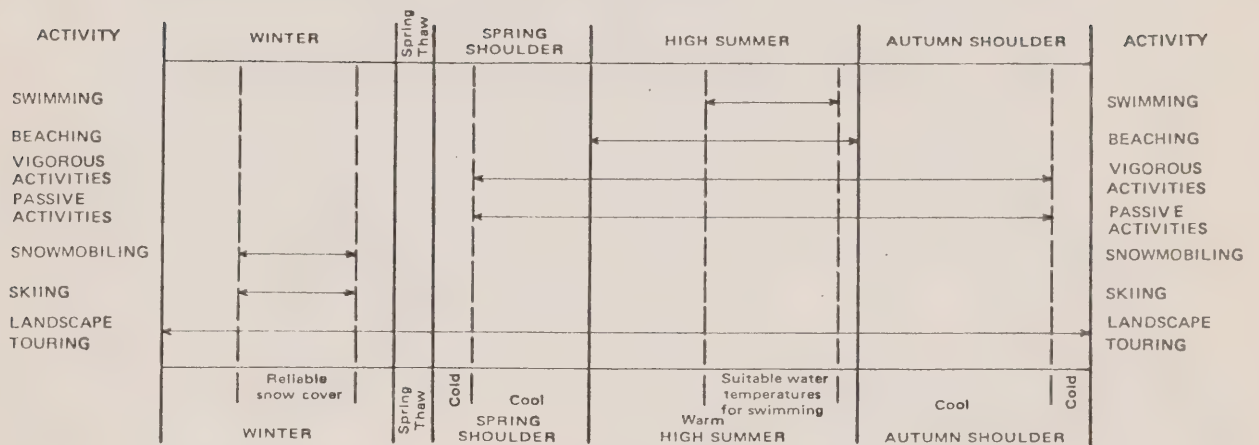 ACTIVITY
WINTER
Spring
Thaw
SPRING
SHOULDER
HIGH SUMMER
AUTUMN SHOULDER
ACTIVITY
SWIMMING
SWIMMING
BEACHING
BEACHING
VIGOROUS
ACTIVITIES
VIGOROUS
ACTIVITIES
PASSIVE
ACTIVITIES
PASSIVE
ACTIVITIES
SNOWMOBILING
SNOWMOBILING
SKIING
SKIING
LANDSCAPE
TOURING
LANDSCAPE
TOURING
Reliable
snow cover
WINTER
Spring
Thaw
Cold
Cool
SPRING
SHOULDER
Suitable water
temperatures
for swimming
Warm
HIGH SUMMER
Cool
AUTUMN SHOULDER
Cold